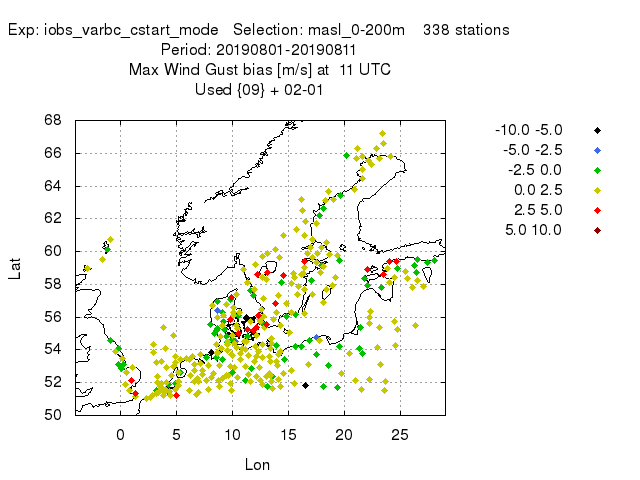 Exp: iobs_varbc_cstart_mode   Selection: masl_0-200m    338 stations
Period: 20190801-20190811
Max Wind Gust bias [m/s] at  11 UTC
Used {09} + 02-01
-10.0 -5.0
-5.0 -2.5
-2.5 0.0
0.0 2.5
2.5 5.0
5.0 10.0
68
66
64
62
60
58
56
54
52
50
Lat
0 5 10 15 20 25
Lon